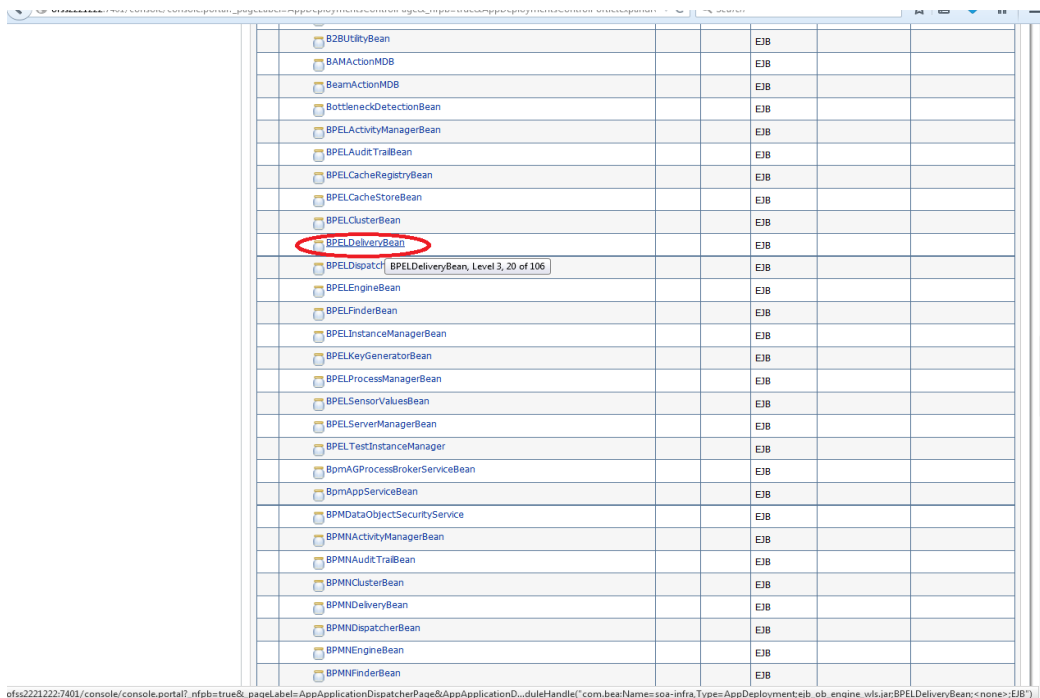 B2BUtilityBean EJB
BAMActionMDB EJB
BeamActionMDB EJB
BottleneckDetectionBean EJB
BPELActivityManagerBean EJB
BPELAuditTrailBean EJB
BPELCacheRegistryBean EJB
BPELCacheStoreBean EJB
BPELClusterBean EJB
BPELDeliveryBean EJB
BPELDispatch BPELDeliveryBean, Level 3, 20 of 106 EJB
BPELEngineBean EJB
BPELFinderBean EJB
BPELInstanceManagerBean EJB
BPELKeyGeneratorBean EJB
BPELProcessManagerBean EJB
BPELSensorValuesBean EJB
BPELServerManagerBean EJB
BPELTestInstanceManager EJB
BpmAGProcessBrokerServiceBean EJB
BpmAppServiceBean EJB
BPMDataObjectSecurityService EJB
BPMNActivityManagerBean EJB
BPMNAuditTrailBean EJB
BPMNClusterBean EJB
BPMNDeliveryBean EJB
BPMNDispatcherBean EJB
BPMNEngineBean EJB
BPMNFinderBean EJB
ofss2221222:7401/console/console.portal?_nfpb=true&_pageLabel=AppApplicationDispatcherPage&AppApplicationD...duleHandle("com.bea:Name=soa-infra,Type=AppDeployment;ejb_ob_engine_wls.jar;BPELDeliveryBean;<none>;EJB")